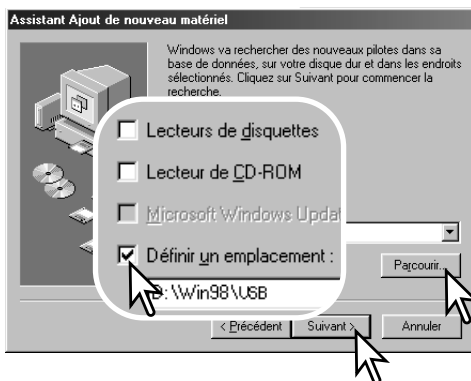 Assistant Ajout de nouveau matériel
Windows va rechercher des nouveaux pilotes dans sa
base de données, sur votre disque dur et dans les endroits
sélectionnés. Cliquez sur Suivant pour commencer la
recherche.
Lecteurs de disquettes
Lecteur de CD-ROM
Microsoft Windows Updat
Définir un emplacement :
D:\Win98\USB
Parcourir...
< Précédent
Suivant >
Annuler